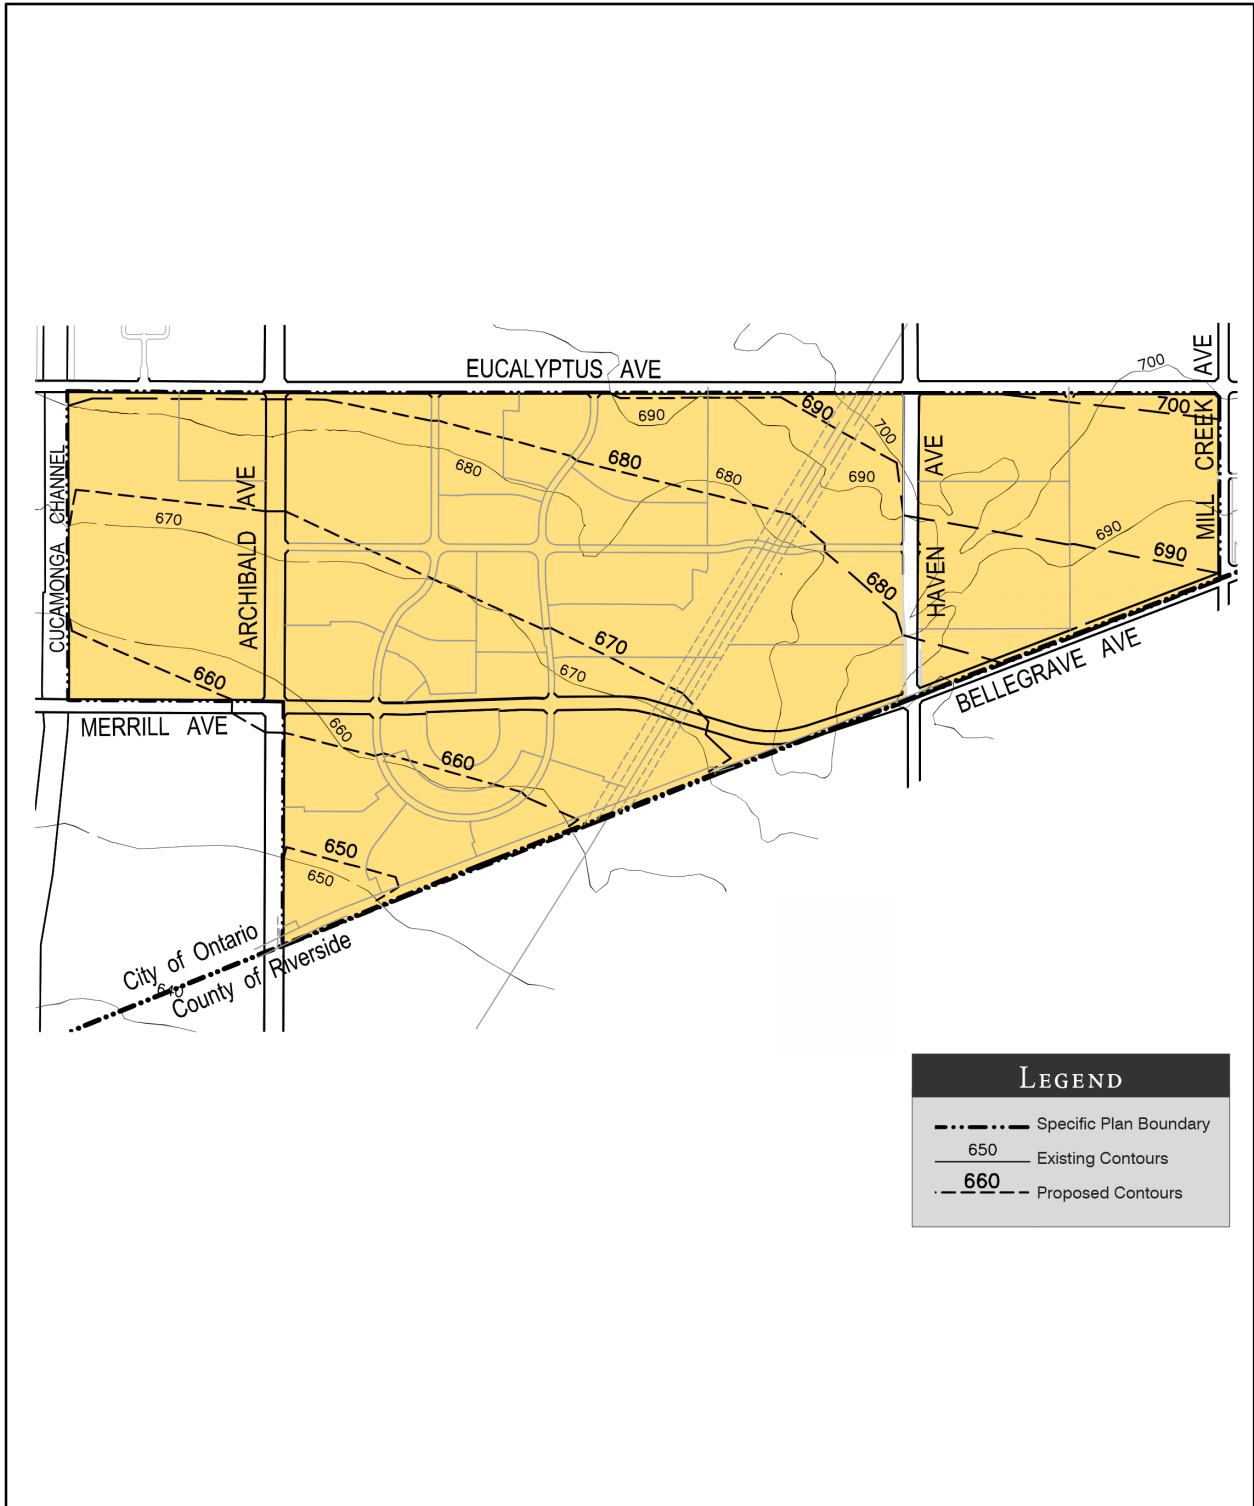 EUCALYPTUS AVE
700
MILL CREEK AVE
690
690
700
700
680
680
680
690
690
690
HAVEN AVE
CUCAMONGA CHANNEL
670
ARCHIBALD AVE
680
670
670
660
BELLEGRAVE AVE
MERRILL AVE
660
660
650
650
City of Ontario
640
County of Riverside
LEGEND
Specific Plan Boundary
650
Existing Contours
660
Proposed Contours